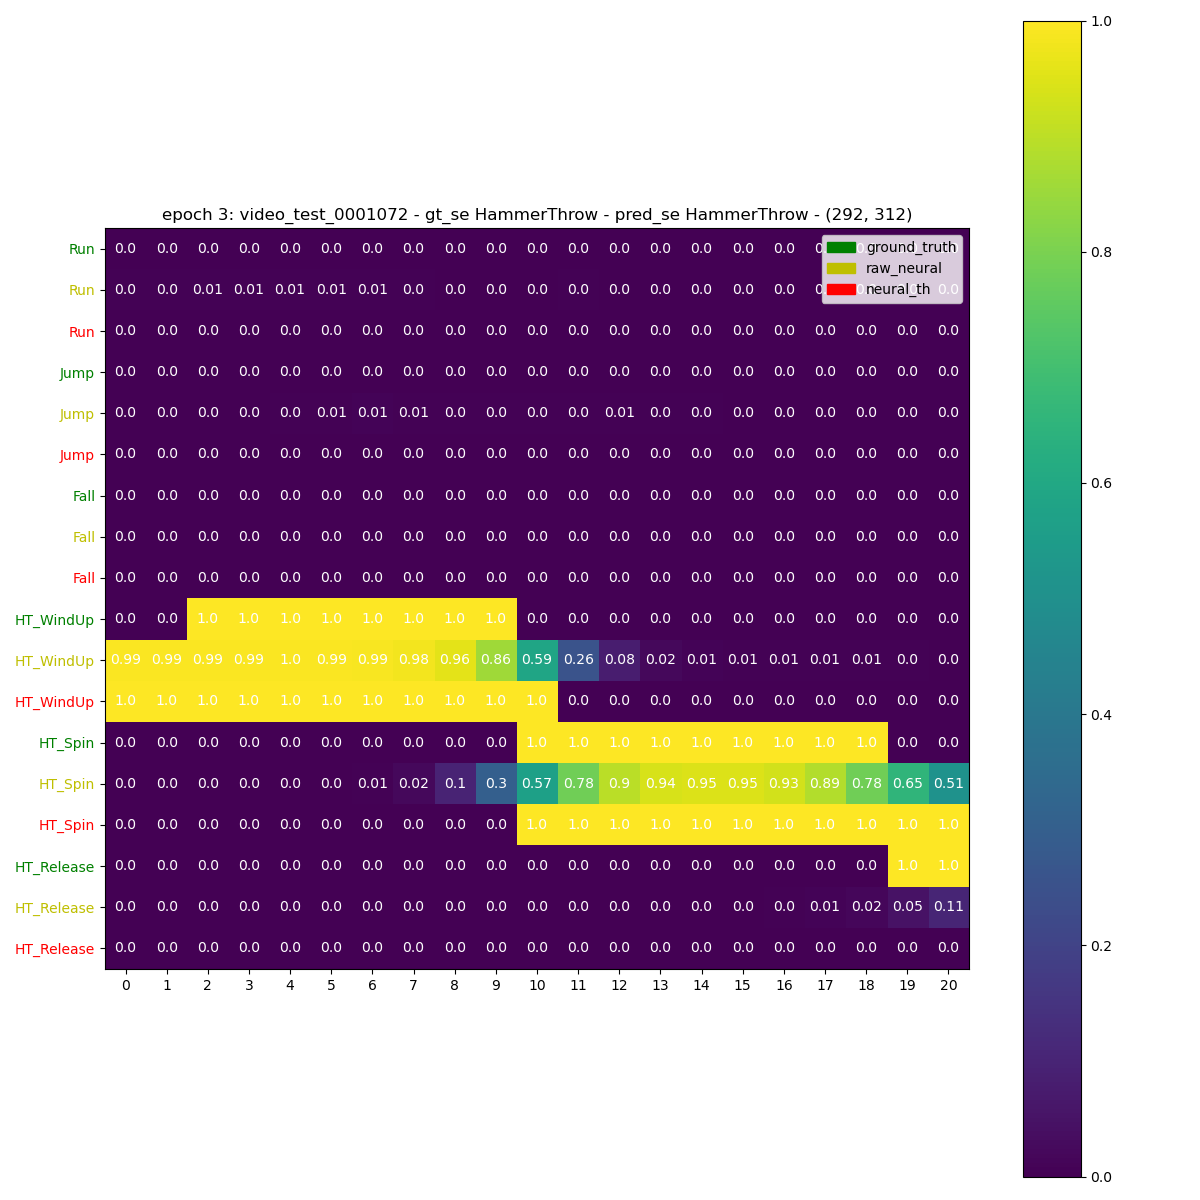 epoch 3: video_test_0001072 - gt_se HammerThrow - pred_se HammerThrow - (292, 312)
1.0
Run 0.0 0.0 0.0 0.0 0.0 0.0 0.0 0.0 0.0 0.0 0.0 0.0 0.0 0.0 0.0 0.0 0.0 ground_truth
Run 0.0 0.0 0.01 0.01 0.01 0.01 0.01 0.0 0.0 0.0 0.0 0.0 0.0 0.0 0.0 0.0 0.0 raw_neural 0.0
neural_th
Run 0.0 0.0 0.0 0.0 0.0 0.0 0.0 0.0 0.0 0.0 0.0 0.0 0.0 0.0 0.0 0.0 0.0 0.0 0.0 0.0 0.0
Jump 0.0 0.0 0.0 0.0 0.0 0.0 0.0 0.0 0.0 0.0 0.0 0.0 0.0 0.0 0.0 0.0 0.0 0.0 0.0 0.0 0.0
Jump 0.0 0.0 0.0 0.0 0.0 0.01 0.01 0.01 0.0 0.0 0.0 0.0 0.01 0.0 0.0 0.0 0.0 0.0 0.0 0.0 0.0
Jump 0.0 0.0 0.0 0.0 0.0 0.0 0.0 0.0 0.0 0.0 0.0 0.0 0.0 0.0 0.0 0.0 0.0 0.0 0.0 0.0 0.0
Fall 0.0 0.0 0.0 0.0 0.0 0.0 0.0 0.0 0.0 0.0 0.0 0.0 0.0 0.0 0.0 0.0 0.0 0.0 0.0 0.0 0.0
Fall 0.0 0.0 0.0 0.0 0.0 0.0 0.0 0.0 0.0 0.0 0.0 0.0 0.0 0.0 0.0 0.0 0.0 0.0 0.0 0.0 0.0
Fall 0.0 0.0 0.0 0.0 0.0 0.0 0.0 0.0 0.0 0.0 0.0 0.0 0.0 0.0 0.0 0.0 0.0 0.0 0.0 0.0 0.0
HT_WindUp 0.0 0.0 1.0 1.0 1.0 1.0 1.0 1.0 1.0 1.0 0.0 0.0 0.0 0.0 0.0 0.0 0.0 0.0 0.0 0.0 0.0
HT_WindUp 0.99 0.99 0.99 0.99 1.0 0.99 0.99 0.98 0.96 0.86 0.59 0.26 0.08 0.02 0.01 0.01 0.01 0.01 0.01 0.0 0.0
HT_WindUp 1.0 1.0 1.0 1.0 1.0 1.0 1.0 1.0 1.0 1.0 1.0 0.0 0.0 0.0 0.0 0.0 0.0 0.0 0.0 0.0 0.0
HT_Spin 0.0 0.0 0.0 0.0 0.0 0.0 0.0 0.0 0.0 0.0 1.0 1.0 1.0 1.0 1.0 1.0 1.0 1.0 1.0 0.0 0.0
HT_Spin 0.0 0.0 0.0 0.0 0.0 0.0 0.01 0.02 0.1 0.3 0.57 0.78 0.9 0.94 0.95 0.95 0.93 0.89 0.78 0.65 0.51
HT_Spin 0.0 0.0 0.0 0.0 0.0 0.0 0.0 0.0 0.0 0.0 1.0 1.0 1.0 1.0 1.0 1.0 1.0 1.0 1.0 1.0 1.0
HT_Release 0.0 0.0 0.0 0.0 0.0 0.0 0.0 0.0 0.0 0.0 0.0 0.0 0.0 0.0 0.0 0.0 0.0 0.0 0.0 1.0 1.0
HT_Release 0.0 0.0 0.0 0.0 0.0 0.0 0.0 0.0 0.0 0.0 0.0 0.0 0.0 0.0 0.0 0.0 0.0 0.01 0.02 0.05 0.11
HT_Release 0.0 0.0 0.0 0.0 0.0 0.0 0.0 0.0 0.0 0.0 0.0 0.0 0.0 0.0 0.0 0.0 0.0 0.0 0.0 0.0 0.0
0 1 2 3 4 5 6 7 8 9 10 11 12 13 14 15 16 17 18 19 20
0.8
0.6
0.4
0.2
0.0